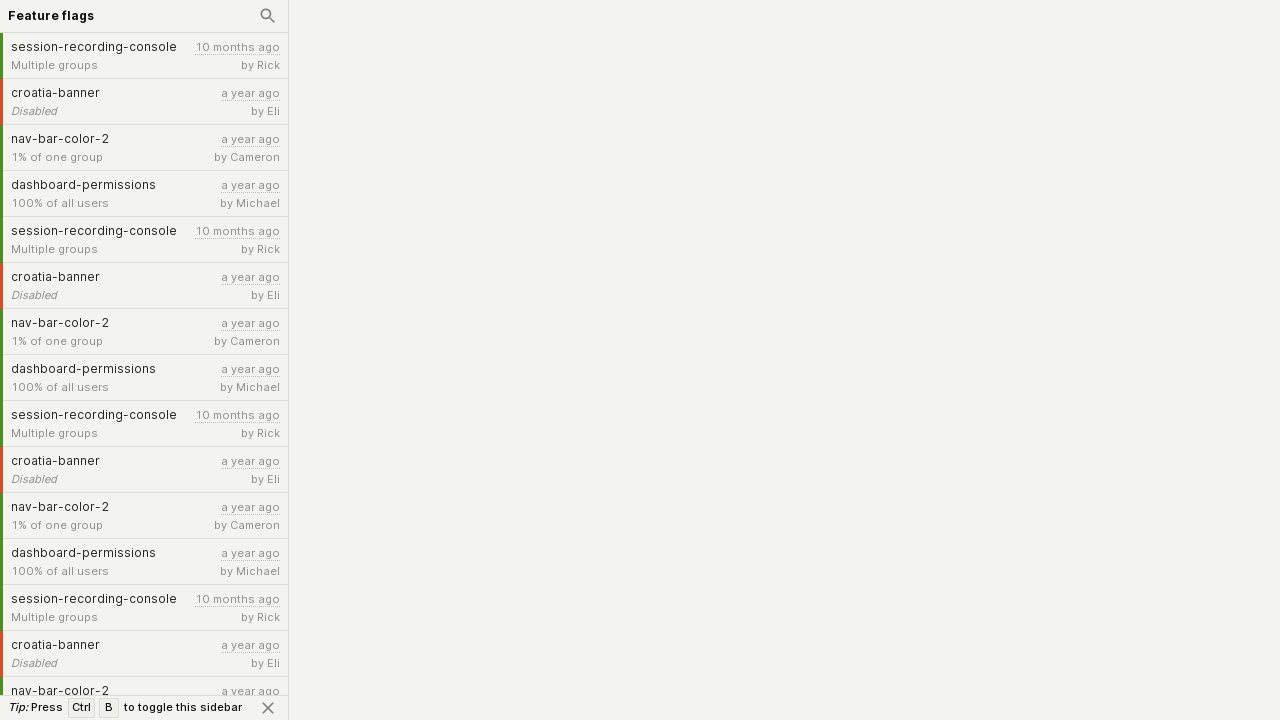 Feature flags
session-recording-console 10 months ago
Multiple groups by Rick
croatia-banner a year ago
Disabled by Eli
nav-bar-color-2 a year ago
1% of one group by Cameron
dashboard-permissions a year ago
100% of all users by Michael
session-recording-console 10 months ago
Multiple groups by Rick
croatia-banner a year ago
Disabled by Eli
nav-bar-color-2 a year ago
1% of one group by Cameron
dashboard-permissions a year ago
100% of all users by Michael
session-recording-console 10 months ago
Multiple groups by Rick
croatia-banner a year ago
Disabled by Eli
nav-bar-color-2 a year ago
1% of one group by Cameron
dashboard-permissions a year ago
100% of all users by Michael
session-recording-console 10 months ago
Multiple groups by Rick
croatia-banner a year ago
Disabled by Eli
nav-bar-color-2 a year ago
Tip: Press Ctrl B to toggle this sidebar